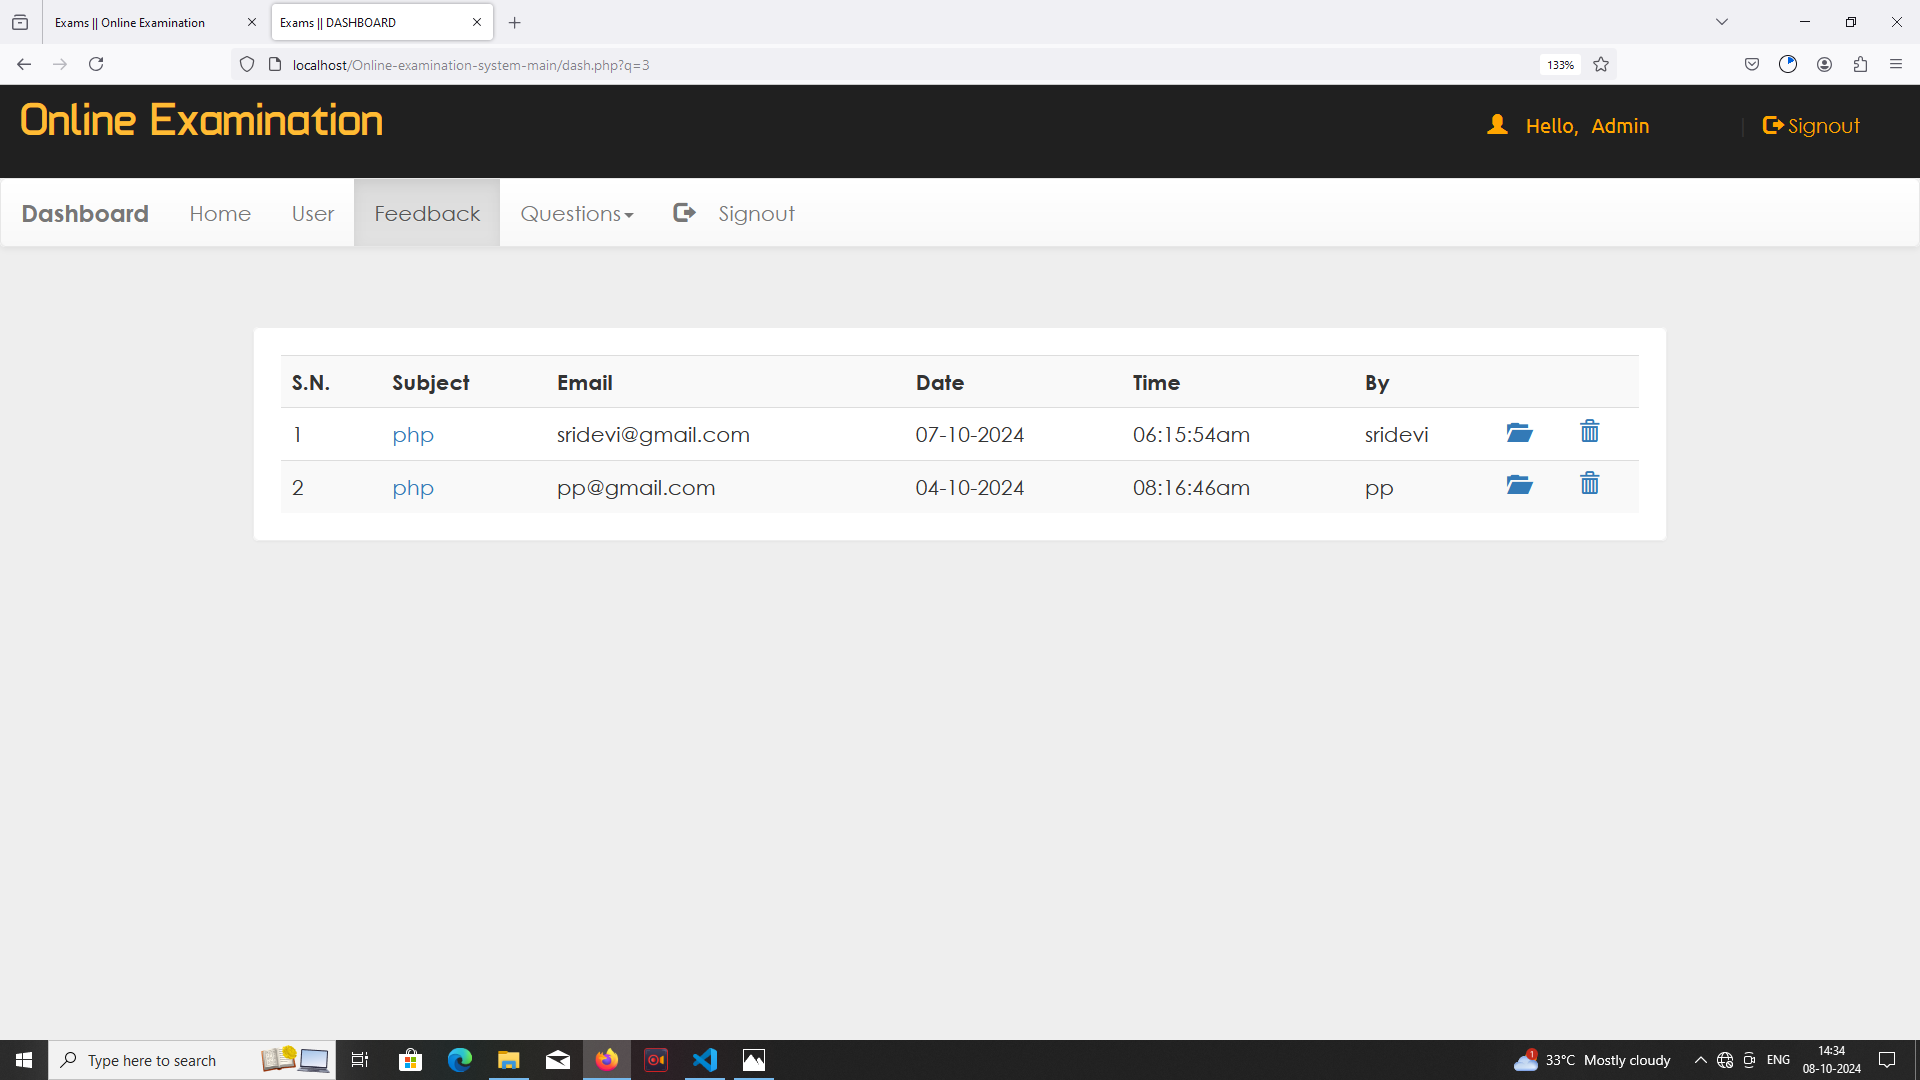 Exams || Online Examination
Exams || DASHBOARD
localhost/Online-examination-system-main/dash.php?q=3
133%
Online Examination
Hello, Admin
Signout
Dashboard Home User Feedback Questions Signout
S.N. Subject Email Date Time By
1 php sridevi@gmail.com 07-10-2024 06:15:54am sridevi
2 php pp@gmail.com 04-10-2024 08:16:46am pp
Type here to search
1
33°C Mostly cloudy
ENG
14:34
08-10-2024